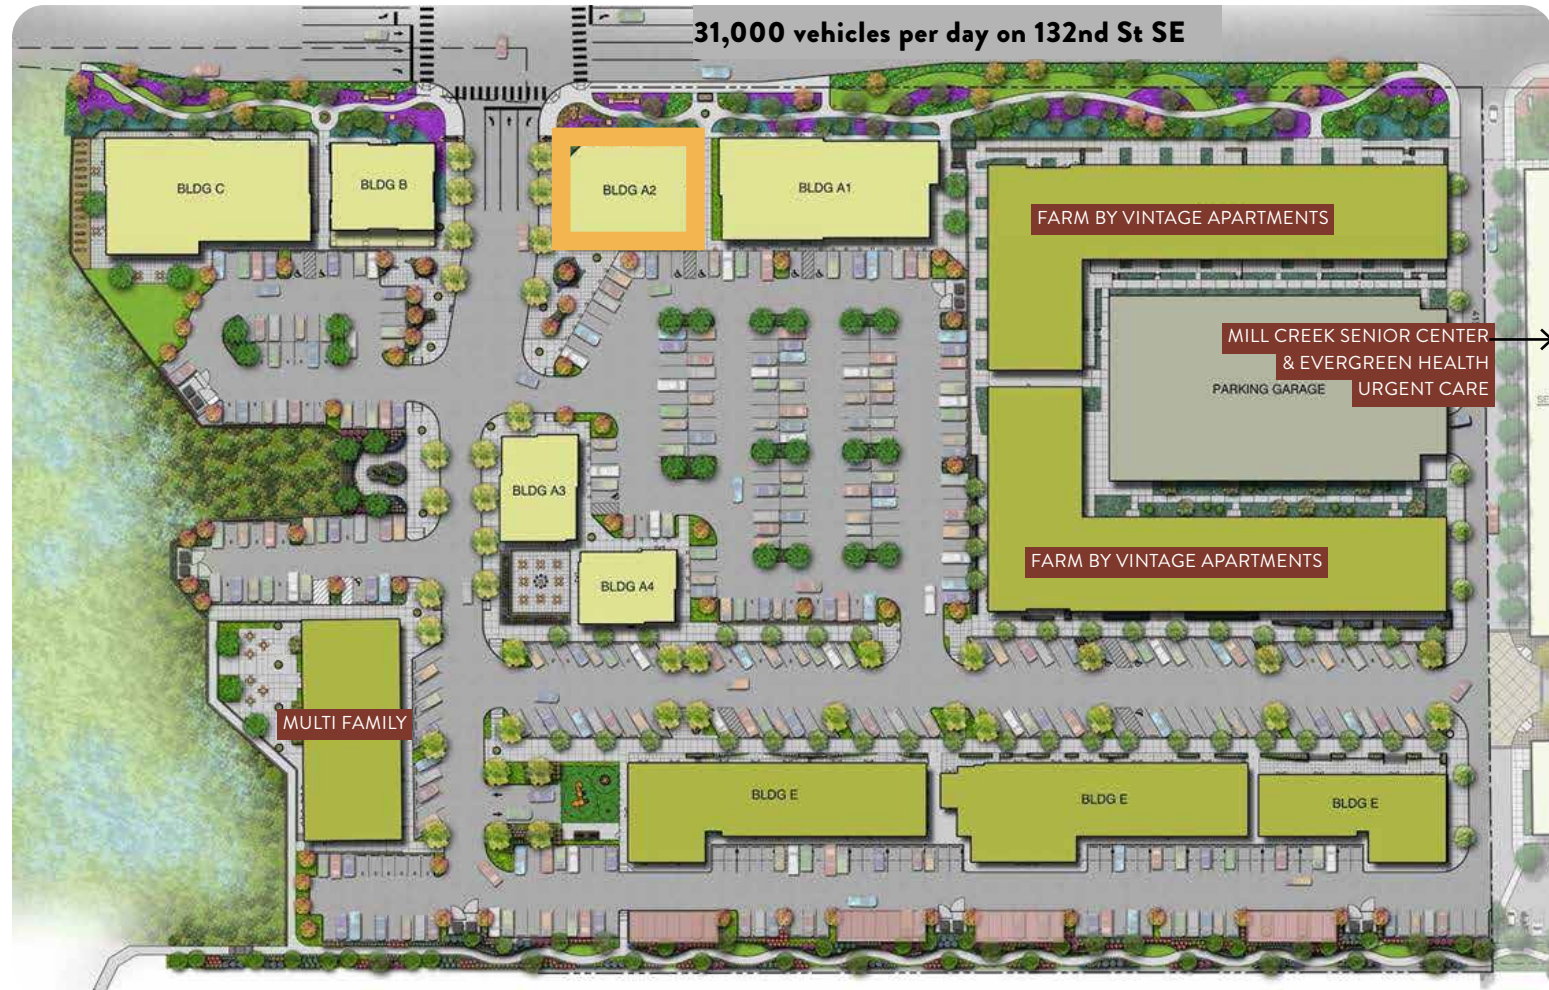 31,000 vehicles per day on 132nd St SE
BLDG C
BLDG B
BLDG A2
BLDG A1
FARM BY VINTAGE APARTMENTS
MILL CREEK SENIOR CENTER
& EVERGREEN HEALTH
URGENT CARE
PARKING GARAGE
BLDG A3
BLDG A4
FARM BY VINTAGE APARTMENTS
MULTI FAMILY
BLDG E
BLDG E
BLDG E